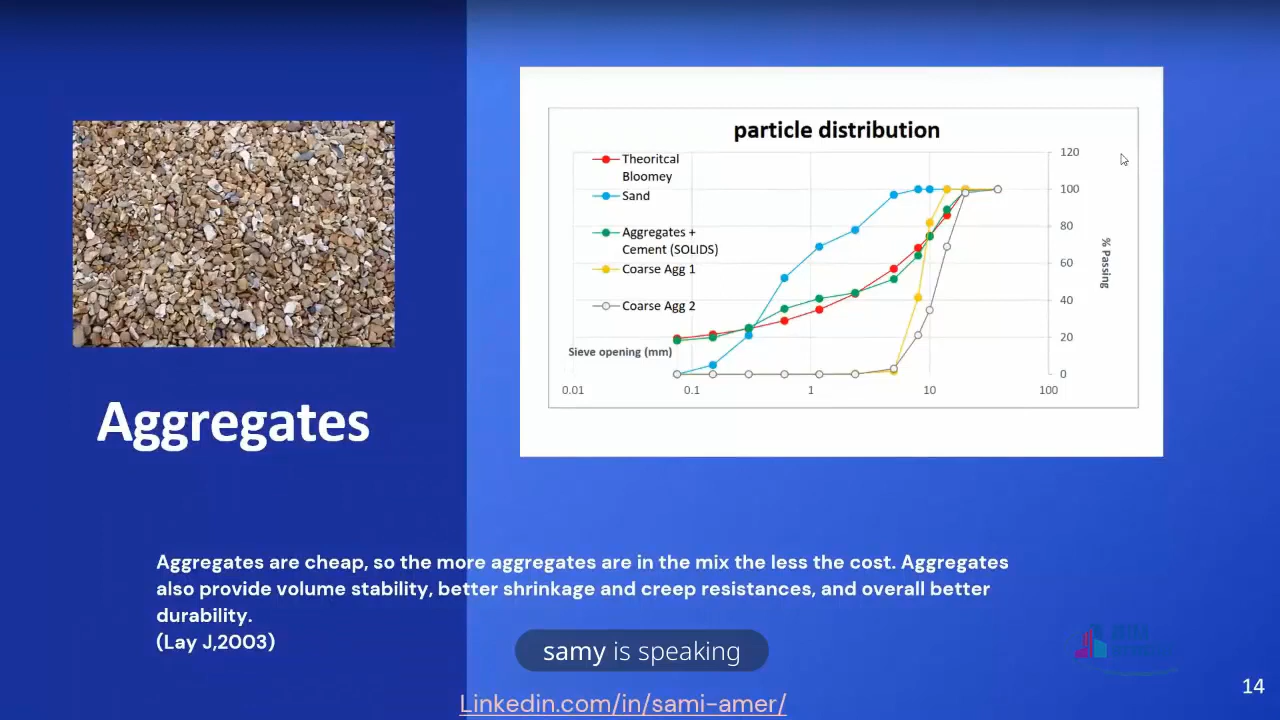 particle distribution
Theoritcal
Bloomey
Sand
Aggregates +
Cement (SOLIDS)
Coarse Agg 1
Coarse Agg 2
Sieve opening (mm)
120
100
80
60
40
20
0
% Passing
0.01 0.1 1 10 100
Aggregates
Aggregates are cheap, so the more aggregates are in the mix the less the cost. Aggregates
also provide volume stability, better shrinkage and creep resistances, and overall better
durability.
(Lay J,2003)
samy is speaking
Linkedin.com/in/sami-amer/
14